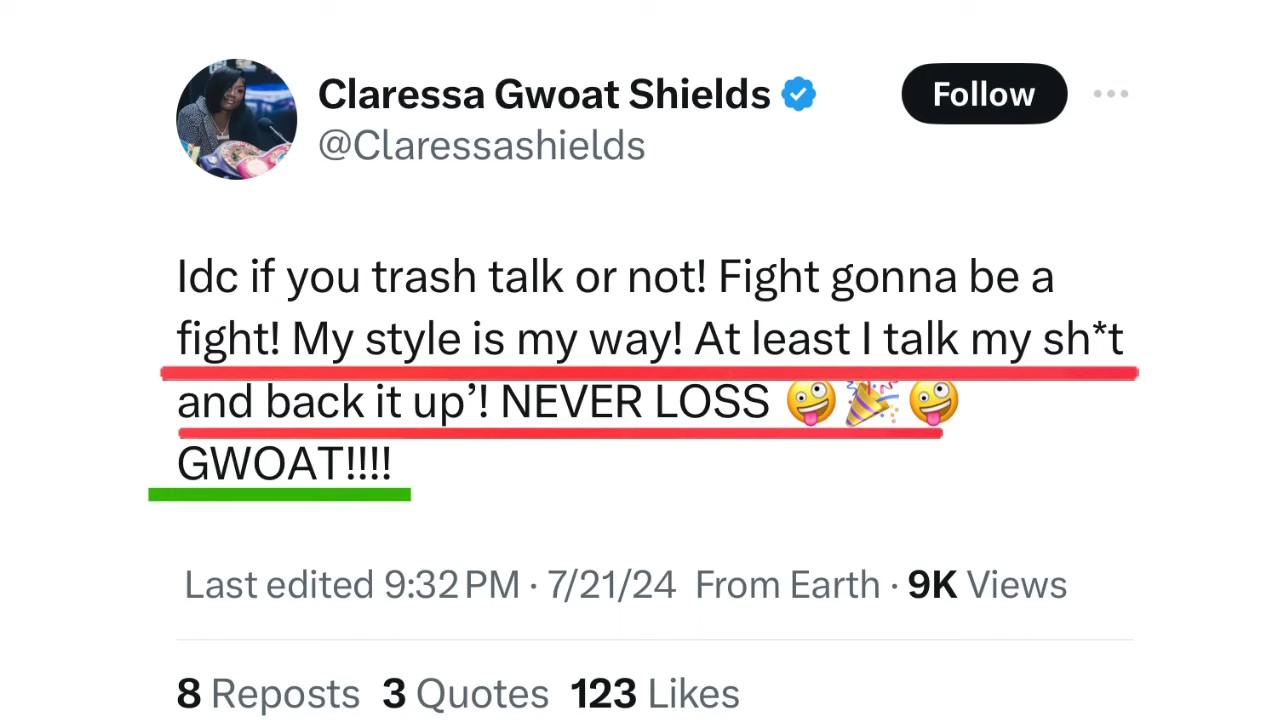 Claressa Gwoat Shields
Follow
@Claressashields
Idc if you trash talk or not! Fight gonna be a
fight! My style is my way! At least I talk my sh*t
and back it up’! NEVER LOSS 🤪🎉🤪
GWOAT!!!!
Last edited 9:32 PM · 7/21/24 From Earth · 9K Views
8 Reposts 3 Quotes 123 Likes